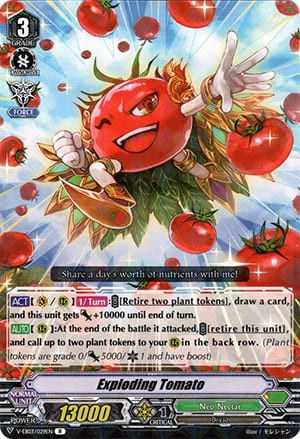 3
GRADE
FORCE
Share a day's worth of nutrients with me!
ACT [ / ] 1/Turn : [Retire two plant tokens], draw a card,
and this unit gets +10000 until end of turn.
AUTO [ ]:At the end of the battle it attacked, [retire this unit],
and call up to two plant tokens to your in the back row. (Plant
tokens are grade 0/ 5000/ 1 and have boost)
Exploding Tomato
NORMAL UNIT
POWER 13000
CRITICAL 1
Neo Nectar
Dryad
V-EB03/029EN R